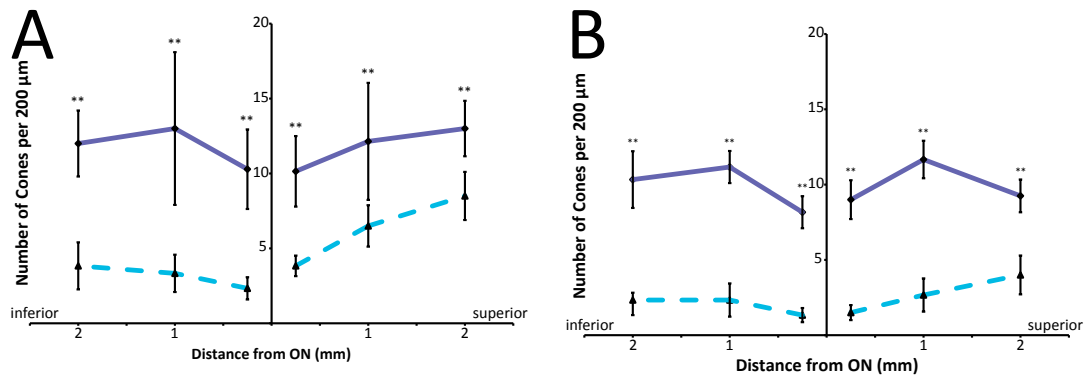 A
Number of Cones per 200 µm
20
15
10
5
** ** ** ** ** **
inferior
superior
2 1 1 2
Distance from ON (mm)
B
Number of Cones per 200 µm
20
15
10
5
** ** ** ** ** **
inferior
superior
2 1 1 2
Distance from ON (mm)